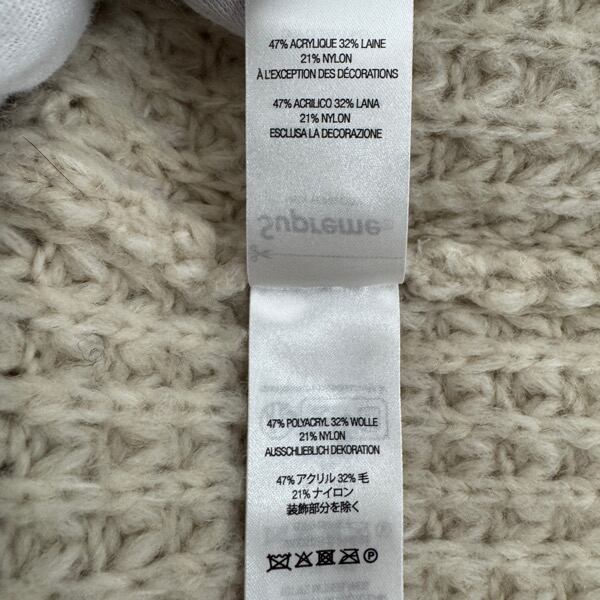 47% ACRYLIQUE 32% LAINE
21% NYLON
À L'EXCEPTION DES DÉCORATIONS
47% ACRILICO 32% LANA
21% NYLON
ESCLUSA LA DECORAZIONE
Supreme
47% POLYACRYL 32% WOLLE
21% NYLON
AUSSCHLIEBLICH DEKORATION
47% アクリル 32% 毛
21% ナイロン
装飾部分を除く
P